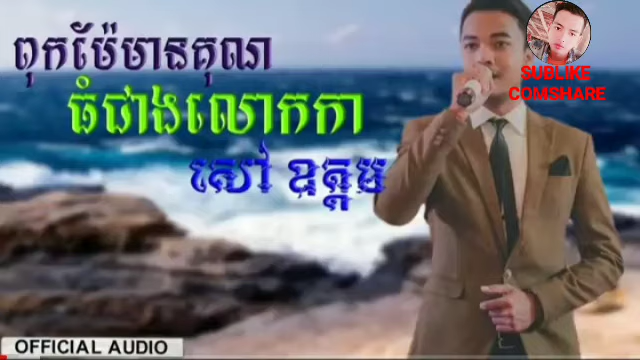 ពុកម៉ែមានគុណ
ធំជាងលោកកា
សៅ ឧត្តម
SUBLIKE
COMSHARE
OFFICIAL AUDIO